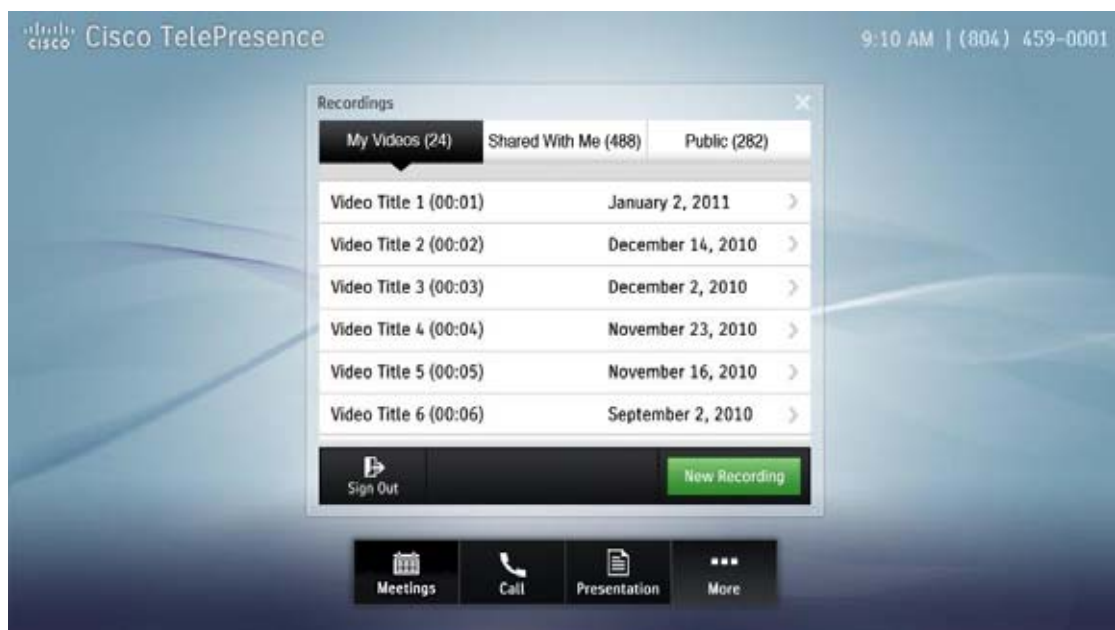 cisco Cisco TelePresence
9:10 AM | (804) 459-0001
Recordings
My Videos (24) Shared With Me (488) Public (282)
Video Title 1 (00:01) January 2, 2011
Video Title 2 (00:02) December 14, 2010
Video Title 3 (00:03) December 2, 2010
Video Title 4 (00:04) November 23, 2010
Video Title 5 (00:05) November 16, 2010
Video Title 6 (00:06) September 2, 2010
Sign Out New Recording
Meetings Call Presentation More